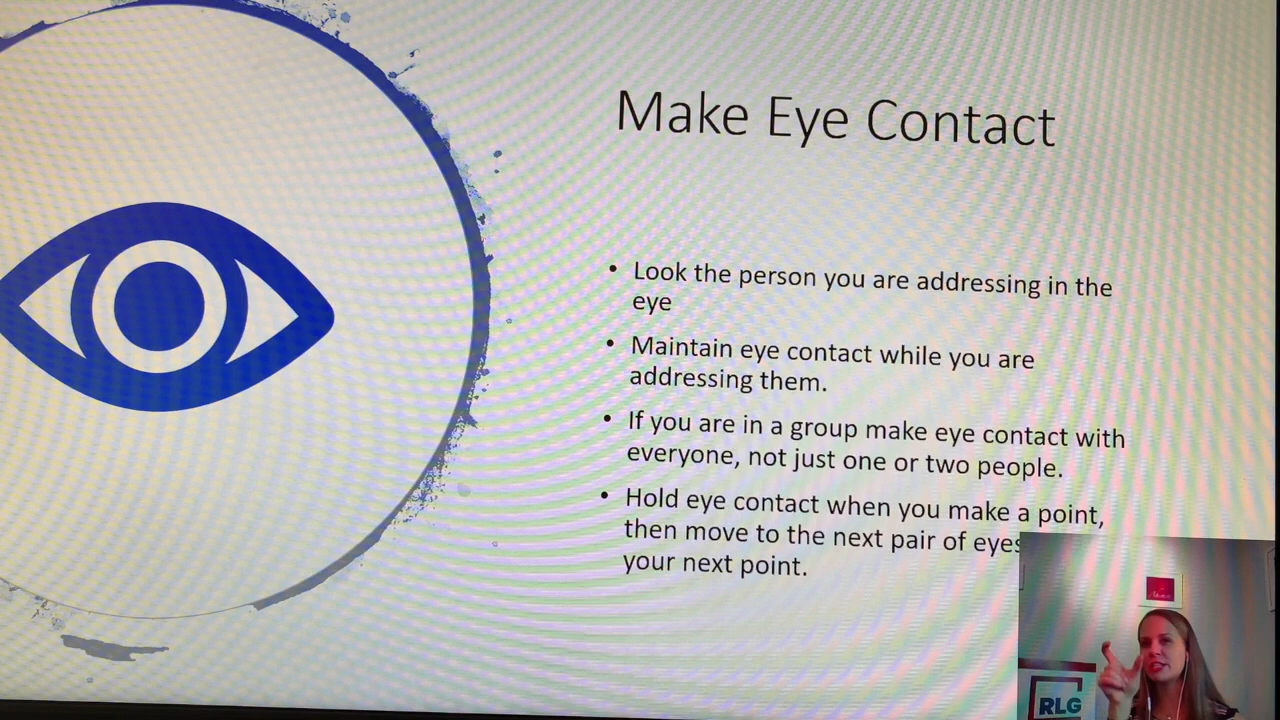 Make Eye Contact
• Look the person you are addressing in the
eye
• Maintain eye contact while you are
addressing them.
• If you are in a group make eye contact with
everyone, not just one or two people.
• Hold eye contact when you make a point,
then move to the next pair of eyes
your next point.
RLG